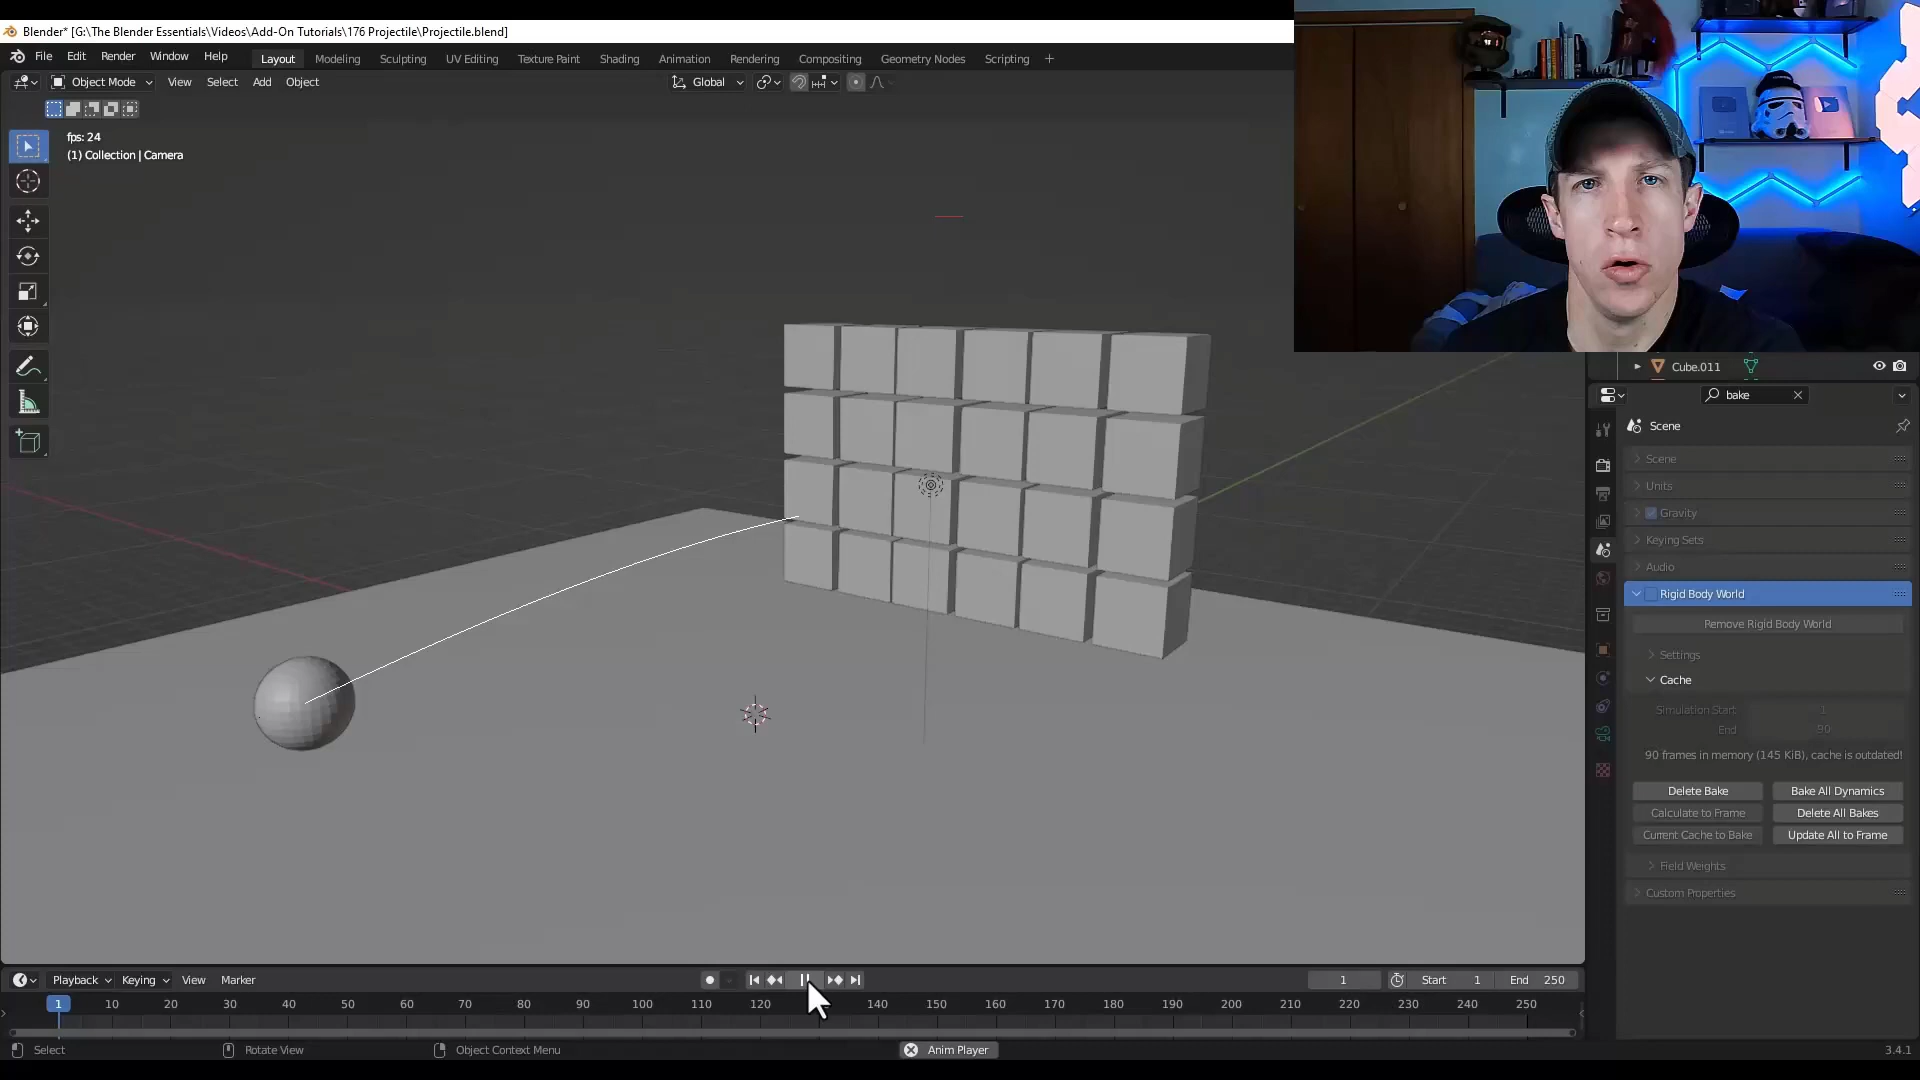 Blender* [G:\The Blender Essentials\Videos\Add-On Tutorials\176 Projectile\Projectile.blend]
File Edit Render Window Help Layout Modeling Sculpting UV Editing Texture Paint Shading Animation Rendering Compositing Geometry Nodes Scripting +
Object Mode View Select Add Object Global
fps: 24
(1) Collection | Camera
Cube.011
bake
Scene
Scene
Units
Gravity
Keying Sets
Audio
Rigid Body World
Remove Rigid Body World
Settings
Cache
Simulation Start 1
End 90
90 frames in memory (145 KiB), cache is outdated!
Delete Bake Bake All Dynamics
Calculate to Frame Delete All Bakes
Current Cache to Bake Update All to Frame
Field Weights
Custom Properties
Playback Keying View Marker 1 Start 1 End 250
1 10 20 30 40 50 60 70 80 90 100 110 120 130 140 150 160 170 180 190 200 210 220 230 240 250
Select Rotate View Object Context Menu Anim Player 3.4.1